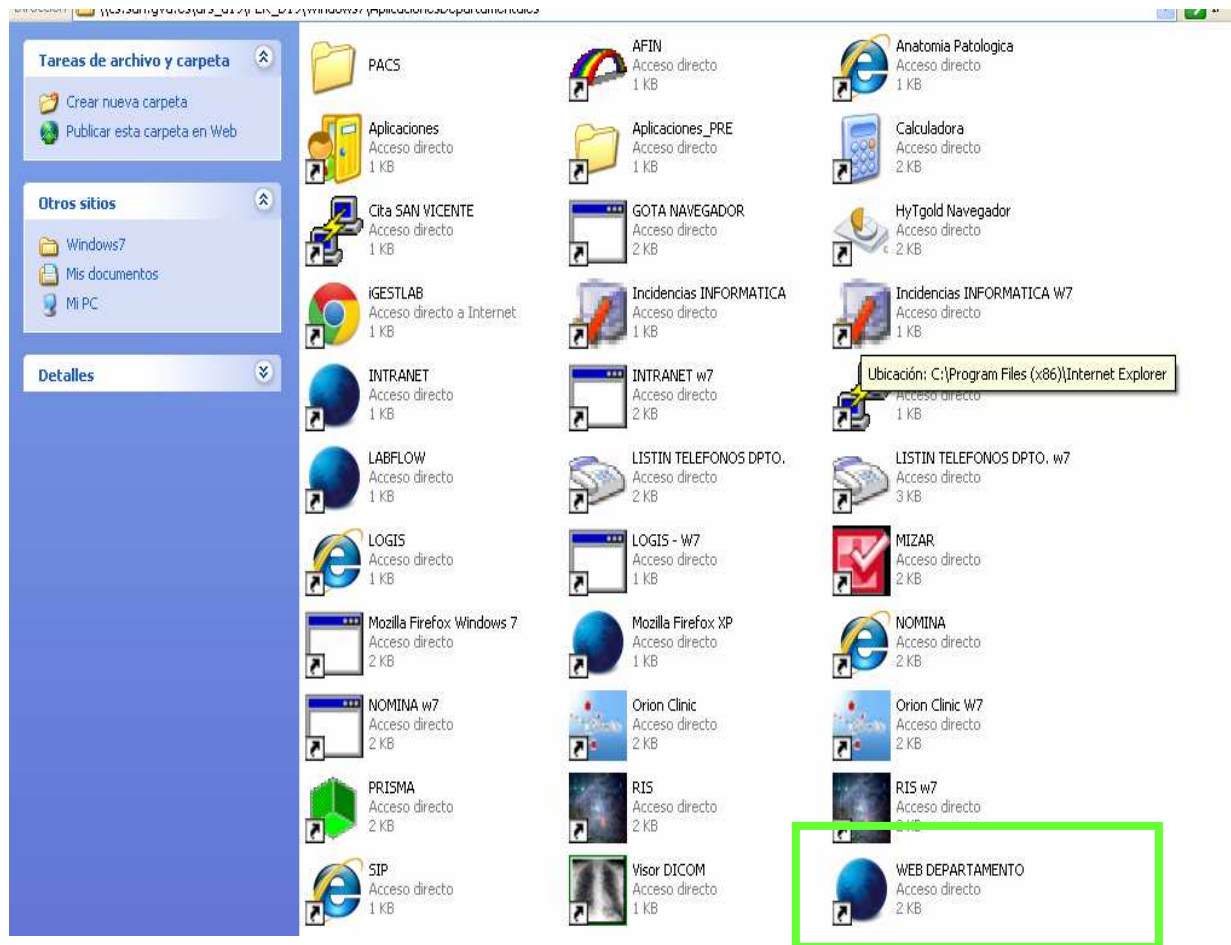 Tareas de archivo y carpeta
Crear nueva carpeta
Publicar esta carpeta en Web
Otros sitios
Windows7
Mis documentos
Mi PC
Detalles
PACS
AFIN
Acceso directo
1 KB
Anatomia Patologica
Acceso directo
1 KB
Aplicaciones
Acceso directo
1 KB
Aplicaciones_PRE
Acceso directo
1 KB
Calculadora
Acceso directo
2 KB
Cita SAN VICENTE
Acceso directo
1 KB
GOTA NAVEGADOR
Acceso directo
2 KB
HyTgold Navegador
Acceso directo
2 KB
iGESTLAB
Acceso directo a Internet
1 KB
Incidencias INFORMATICA
Acceso directo
1 KB
Incidencias INFORMATICA W7
Acceso directo
1 KB
INTRANET
Acceso directo
1 KB
INTRANET w7
Acceso directo
2 KB
Ubicación: C:\Program Files (x86)\Internet Explorer
Acceso directo
1 KB
LABFLOW
Acceso directo
1 KB
LISTIN TELEFONOS DPTO.
Acceso directo
2 KB
LISTIN TELEFONOS DPTO. w7
Acceso directo
3 KB
LOGIS
Acceso directo
1 KB
LOGIS - W7
Acceso directo
1 KB
MIZAR
Acceso directo
2 KB
Mozilla Firefox Windows 7
Acceso directo
2 KB
Mozilla Firefox XP
Acceso directo
1 KB
NOMINA
Acceso directo
2 KB
NOMINA w7
Acceso directo
2 KB
Orion Clinic
Acceso directo
2 KB
Orion Clinic W7
Acceso directo
2 KB
PRISMA
Acceso directo
2 KB
RIS
Acceso directo
2 KB
RIS w7
Acceso directo
SIP
Acceso directo
1 KB
Visor DICOM
Acceso directo
1 KB
WEB DEPARTAMENTO
Acceso directo
2 KB